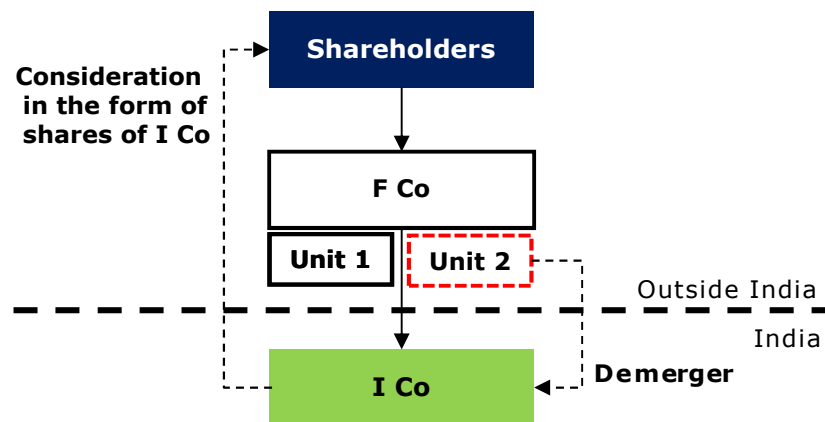 Shareholders
Consideration
in the form of
shares of I Co
F Co
Unit 1
Unit 2
Outside India
India
Demerger
I Co